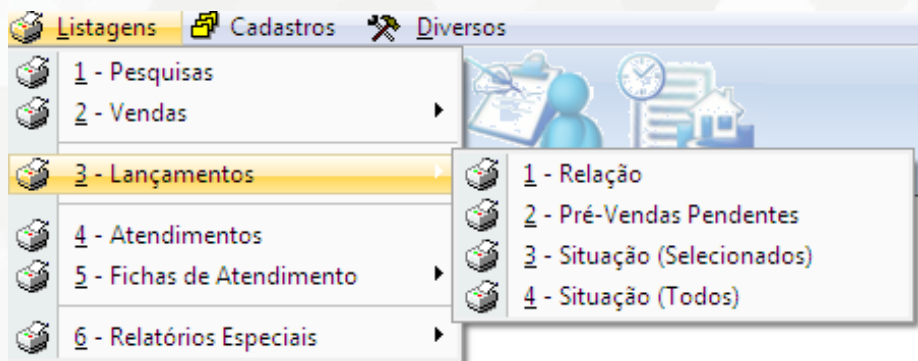 Listagens Cadastros Diversos
1 - Pesquisas
2 - Vendas
3 - Lançamentos
4 - Atendimentos
5 - Fichas de Atendimento
6 - Relatórios Especiais
1 - Relação
2 - Pré-Vendas Pendentes
3 - Situação (Selecionados)
4 - Situação (Todos)